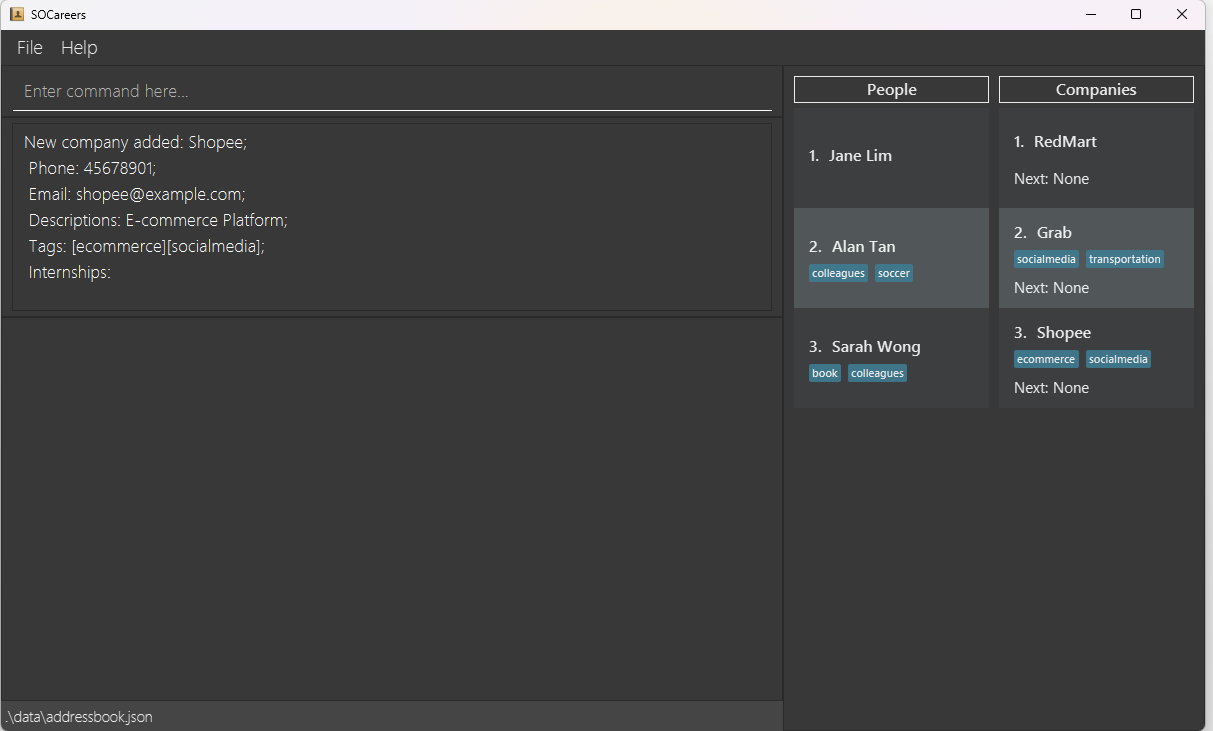 SOCareers
File Help
Enter command here...
New company added: Shopee;
Phone: 45678901;
Email: shopee@example.com;
Descriptions: E-commerce Platform;
Tags: [ecommerce][socialmedia];
Internships:
.\data\addressbook.json
People
1. Jane Lim
2. Alan Tan
colleagues soccer
3. Sarah Wong
book colleagues
Companies
1. RedMart
Next: None
2. Grab
socialmedia transportation
Next: None
3. Shopee
ecommerce socialmedia
Next: None